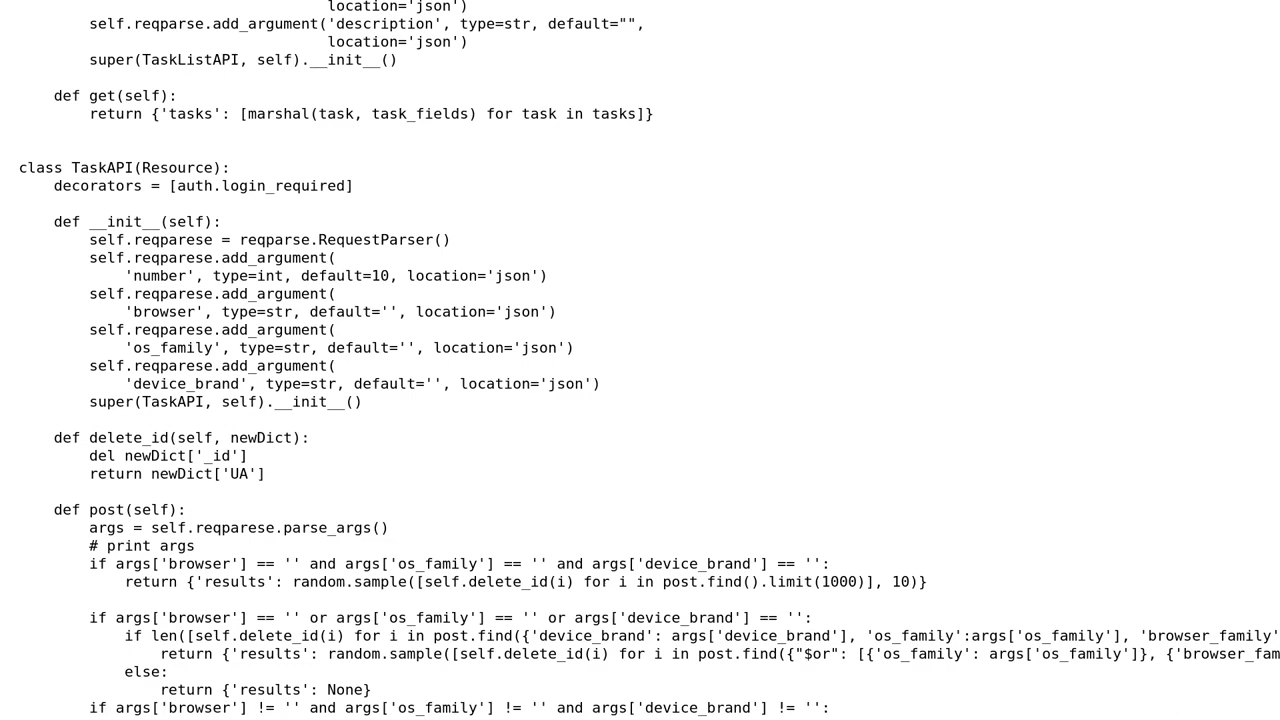 location='json')
        self.reqparse.add_argument('description', type=str, default="",
                                   location='json')
        super(TaskListAPI, self).__init__()

    def get(self):
        return {'tasks': [marshal(task, task_fields) for task in tasks]}


class TaskAPI(Resource):
    decorators = [auth.login_required]

    def __init__(self):
        self.reqparese = reqparse.RequestParser()
        self.reqparese.add_argument(
            'number', type=int, default=10, location='json')
        self.reqparese.add_argument(
            'browser', type=str, default='', location='json')
        self.reqparese.add_argument(
            'os_family', type=str, default='', location='json')
        self.reqparese.add_argument(
            'device_brand', type=str, default='', location='json')
        super(TaskAPI, self).__init__()

    def delete_id(self, newDict):
        del newDict['_id']
        return newDict['UA']

    def post(self):
        args = self.reqparese.parse_args()
        # print args
        if args['browser'] == '' and args['os_family'] == '' and args['device_brand'] == '':
            return {'results': random.sample([self.delete_id(i) for i in post.find().limit(1000)], 10)}

        if args['browser'] == '' or args['os_family'] == '' or args['device_brand'] == '':
            if len([self.delete_id(i) for i in post.find({'device_brand': args['device_brand'], 'os_family':args['os_family'], 'browser_family'
                return {'results': random.sample([self.delete_id(i) for i in post.find({"$or": [{'os_family': args['os_family']}, {'browser_fam
            else:
                return {'results': None}
        if args['browser'] != '' and args['os_family'] != '' and args['device_brand'] != '':